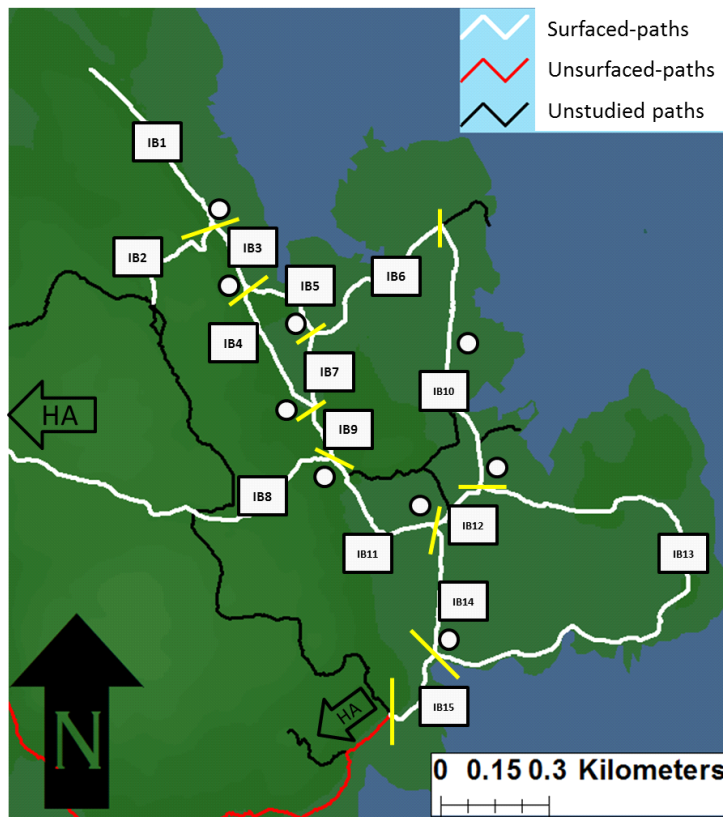 Surfaced-paths
Unsurfaced-paths
Unstudied paths
IB1
IB2
IB3
IB5
IB6
IB4
IB7
IB10
HA
IB9
IB8
IB11
IB12
IB13
IB14
HA
IB15
N
0 0.15 0.3 Kilometers